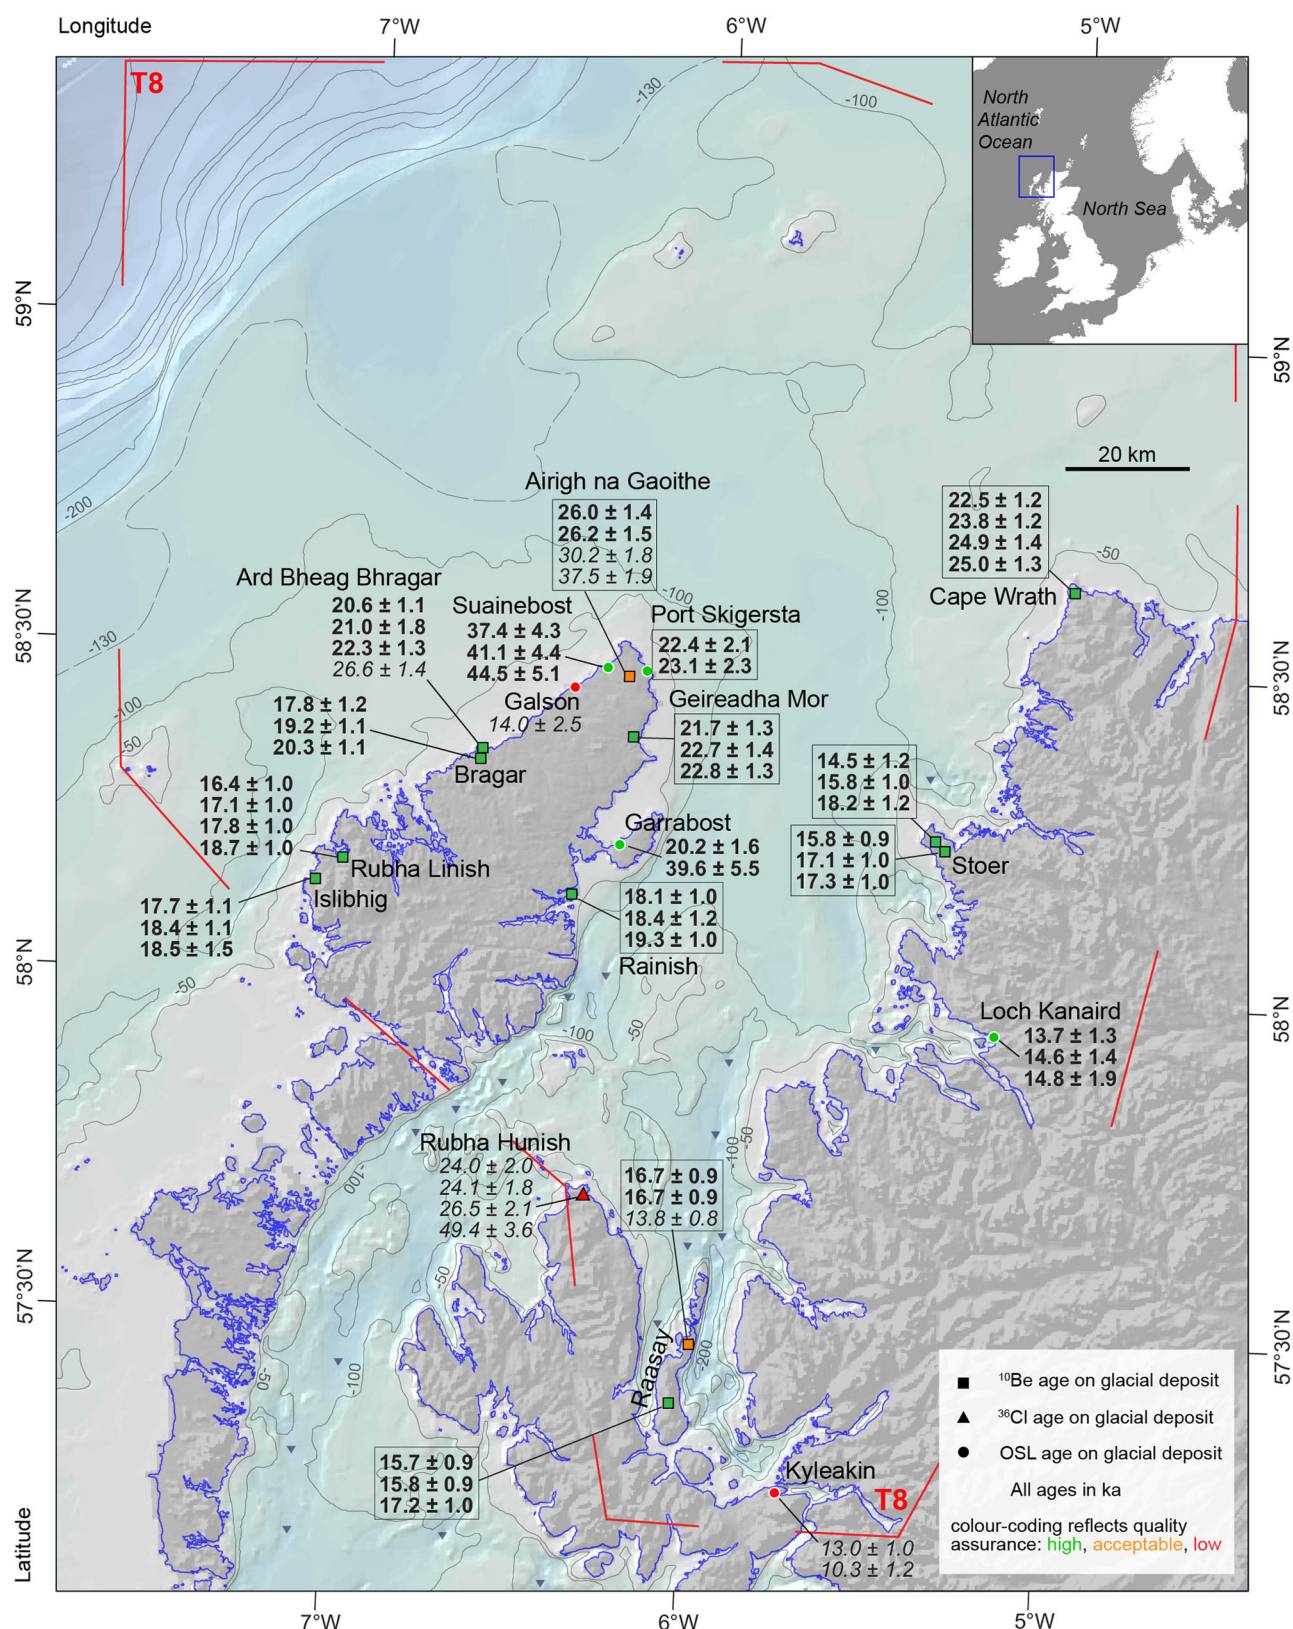 Longitude
7°W
6°W
5°W
T8
-130
-100
North
Atlantic
Ocean
North Sea
59°N
59°N
20 km
-200
Airigh na Gaoithe
26.0 ± 1.4
26.2 ± 1.5
30.2 ± 1.8
37.5 ± 1.9
22.5 ± 1.2
23.8 ± 1.2
24.9 ± 1.4
25.0 ± 1.3
-50
Cape Wrath
Ard Bheag Bhragar
20.6 ± 1.1
21.0 ± 1.8
22.3 ± 1.3
26.6 ± 1.4
Suainebost
37.4 ± 4.3
41.1 ± 4.4
44.5 ± 5.1
-100
Port Skigersta
22.4 ± 2.1
23.1 ± 2.3
-100
58°30'N
58°30'N
-130
Galson
14.0 ± 2.5
Geireadha Mor
21.7 ± 1.3
22.7 ± 1.4
22.8 ± 1.3
-100
-50
17.8 ± 1.2
19.2 ± 1.1
20.3 ± 1.1
Bragar
14.5 ± 1.2
15.8 ± 1.0
18.2 ± 1.2
16.4 ± 1.0
17.1 ± 1.0
17.8 ± 1.0
18.7 ± 1.0
Rubha Linish
Garrabost
20.2 ± 1.6
39.6 ± 5.5
15.8 ± 0.9
17.1 ± 1.0
17.3 ± 1.0
Stoer
Islibhig
17.7 ± 1.1
18.4 ± 1.1
18.5 ± 1.5
18.1 ± 1.0
18.4 ± 1.2
19.3 ± 1.0
Rainish
58°N
58°N
-50
-100
-50
Loch Kanaird
13.7 ± 1.3
14.6 ± 1.4
14.8 ± 1.9
Rubha Hunish
24.0 ± 2.0
24.1 ± 1.8
26.5 ± 2.1
49.4 ± 3.6
16.7 ± 0.9
16.7 ± 0.9
13.8 ± 0.8
-100
-50
-100
-50
57°30'N
57°30'N
-50
-100
-200
Raasay
15.7 ± 0.9
15.8 ± 0.9
17.2 ± 1.0
Kyleakin
T8
13.0 ± 1.0
10.3 ± 1.2
¹⁰Be age on glacial deposit
³⁶Cl age on glacial deposit
OSL age on glacial deposit
All ages in ka
colour-coding reflects quality
assurance: high, acceptable, low
Latitude
7°W
6°W
5°W